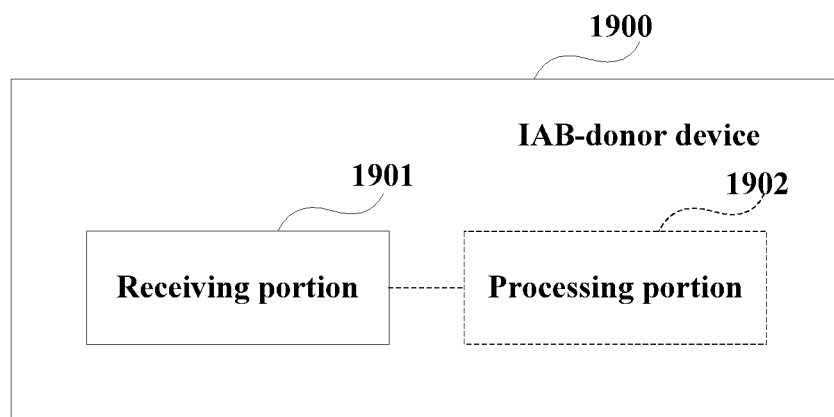 1900
IAB-donor device
1901
1902
Receiving portion
Processing portion